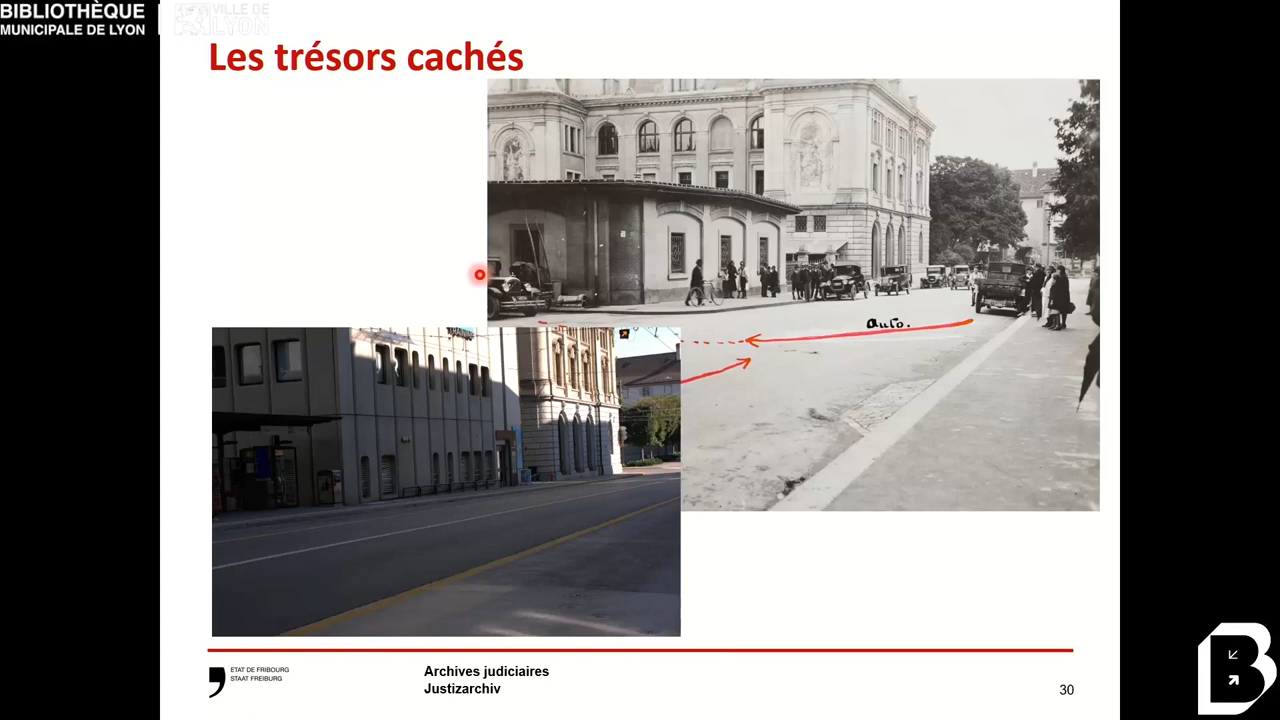 BIBLIOTHÈQUE
MUNICIPALE DE LYON
VILLE DE
LYON
Les trésors cachés
auto.
ETAT DE FRIBOURG
STAAT FREIBURG
Archives judiciaires
Justizarchiv
30
B